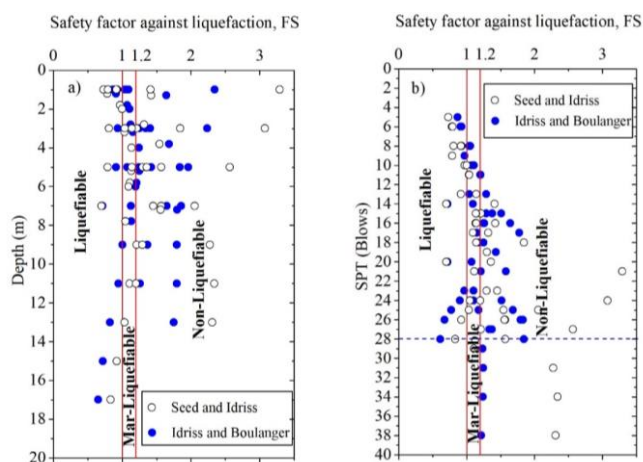 Safety factor against liquefaction, FS
0 1 1.2 2 3
a)
Depth (m)
0
2
4
6
8
10
12
14
16
18
20
Liquefiable
Mar-Liquefiable
Non-Liquefiable
Seed and Idriss
Idriss and Boulanger
Safety factor against liquefaction, FS
0 1 1.2 2 3
b)
Seed and Idriss
Idriss and Boulanger
SPT (Blows)
0
2
4
6
8
10
12
14
16
18
20
22
24
26
28
30
32
34
36
38
Liquefiable
Mar-Liquefiable
Non-Liquefiable